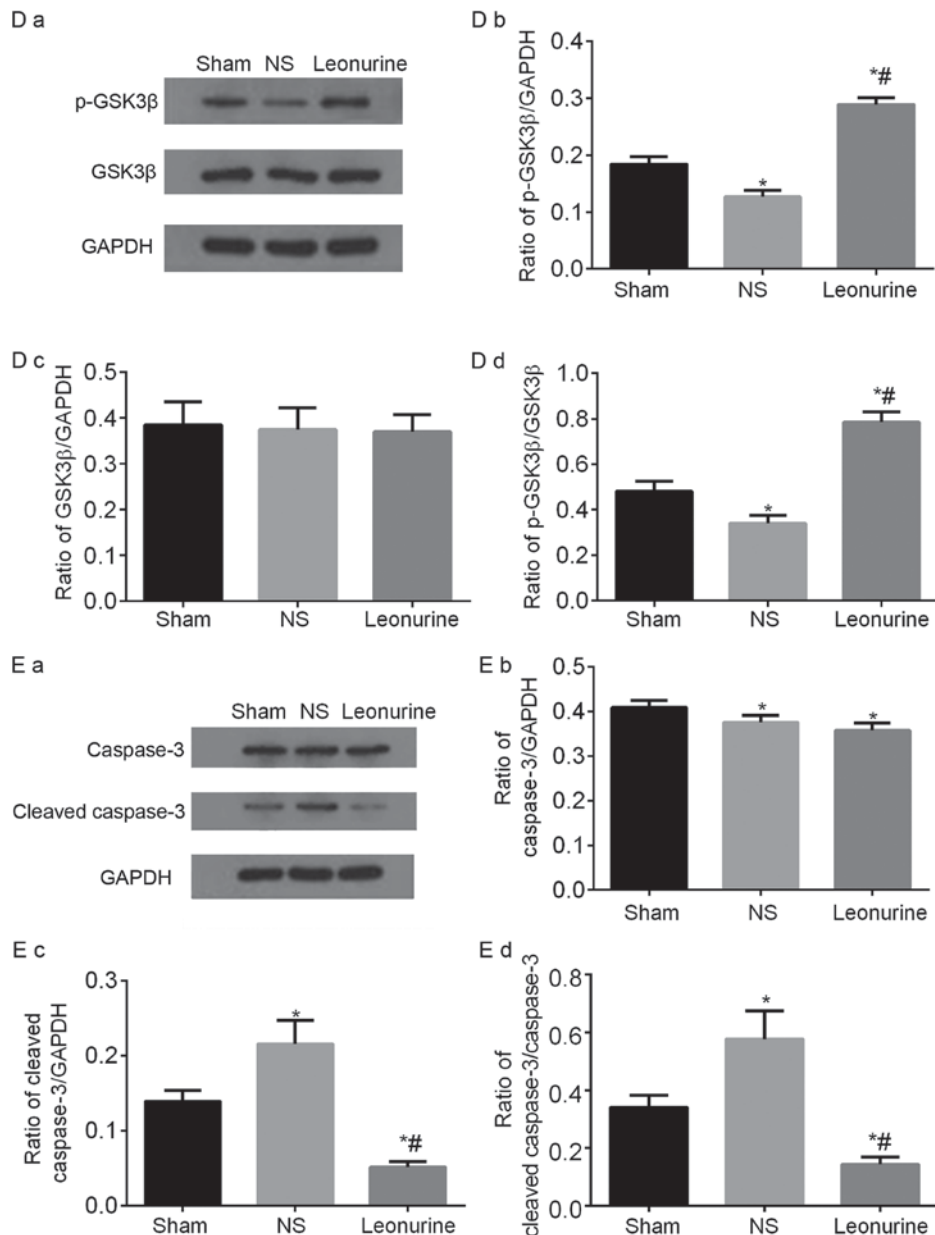 D a
Sham NS Leonurine
p-GSK3β
GSK3β
GAPDH
D b
Ratio of p-GSK3β/GAPDH
0.4
0.3
0.2
0.1
0.0
*
*#
Sham NS Leonurine
D c
Ratio of GSK3β/GAPDH
0.5
0.4
0.3
0.2
0.1
0.0
Sham NS Leonurine
D d
Ratio of p-GSK3β/GSK3β
1.0
0.8
0.6
0.4
0.2
0.0
*
*#
Sham NS Leonurine
E a
Sham NS Leonurine
Caspase-3
Cleaved caspase-3
GAPDH
E b
Ratio of
caspase-3/GAPDH
0.5
0.4
0.3
0.2
0.1
0.0
*
*
Sham NS Leonurine
E c
Ratio of cleaved
caspase-3/GAPDH
0.3
0.2
0.1
0.0
*
*#
Sham NS Leonurine
E d
Ratio of
cleaved caspase-3/caspase-3
0.8
0.6
0.4
0.2
0.0
*
*#
Sham NS Leonurine